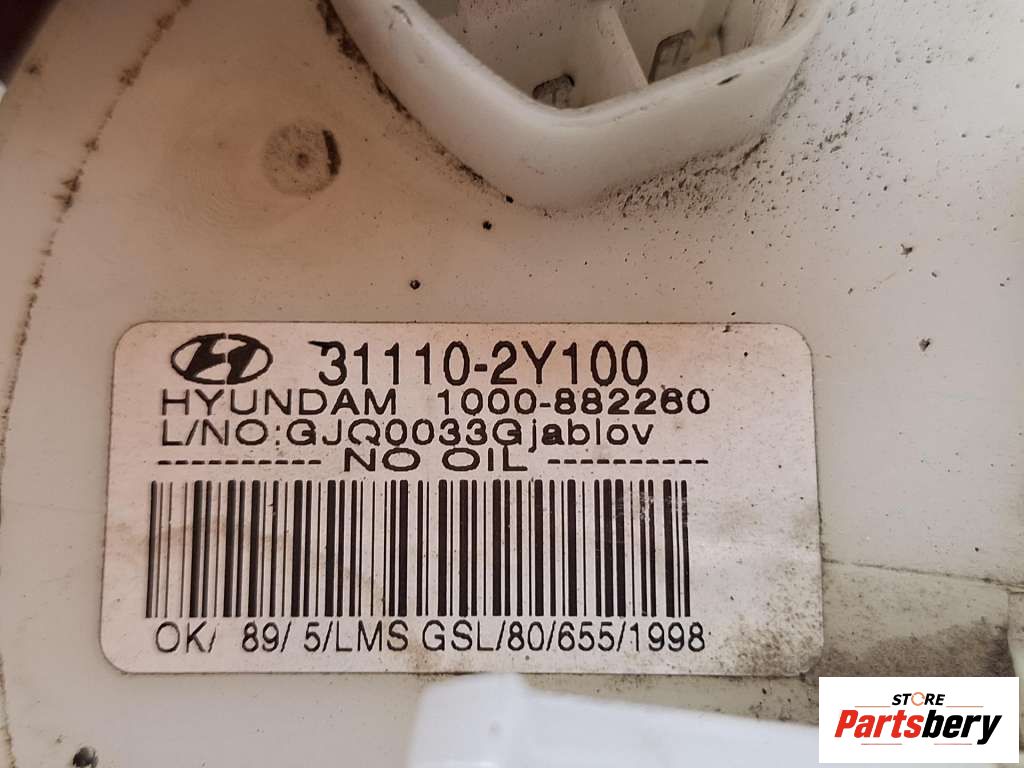 31110-2Y100
HYUNDAM 1000-882260
L/NO:GJQ0033Gjablov
---------- NO OIL ----------
OK/ 89/ 5/LMS GSL/80/655/1998
STORE
Partsbery